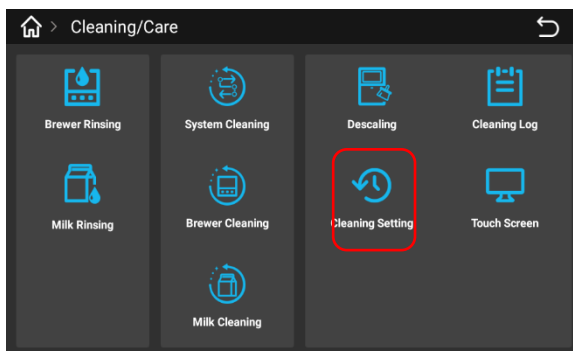 > Cleaning/Care
Brewer Rinsing
System Cleaning
Descaling
Cleaning Log
Milk Rinsing
Brewer Cleaning
Cleaning Setting
Touch Screen
Milk Cleaning